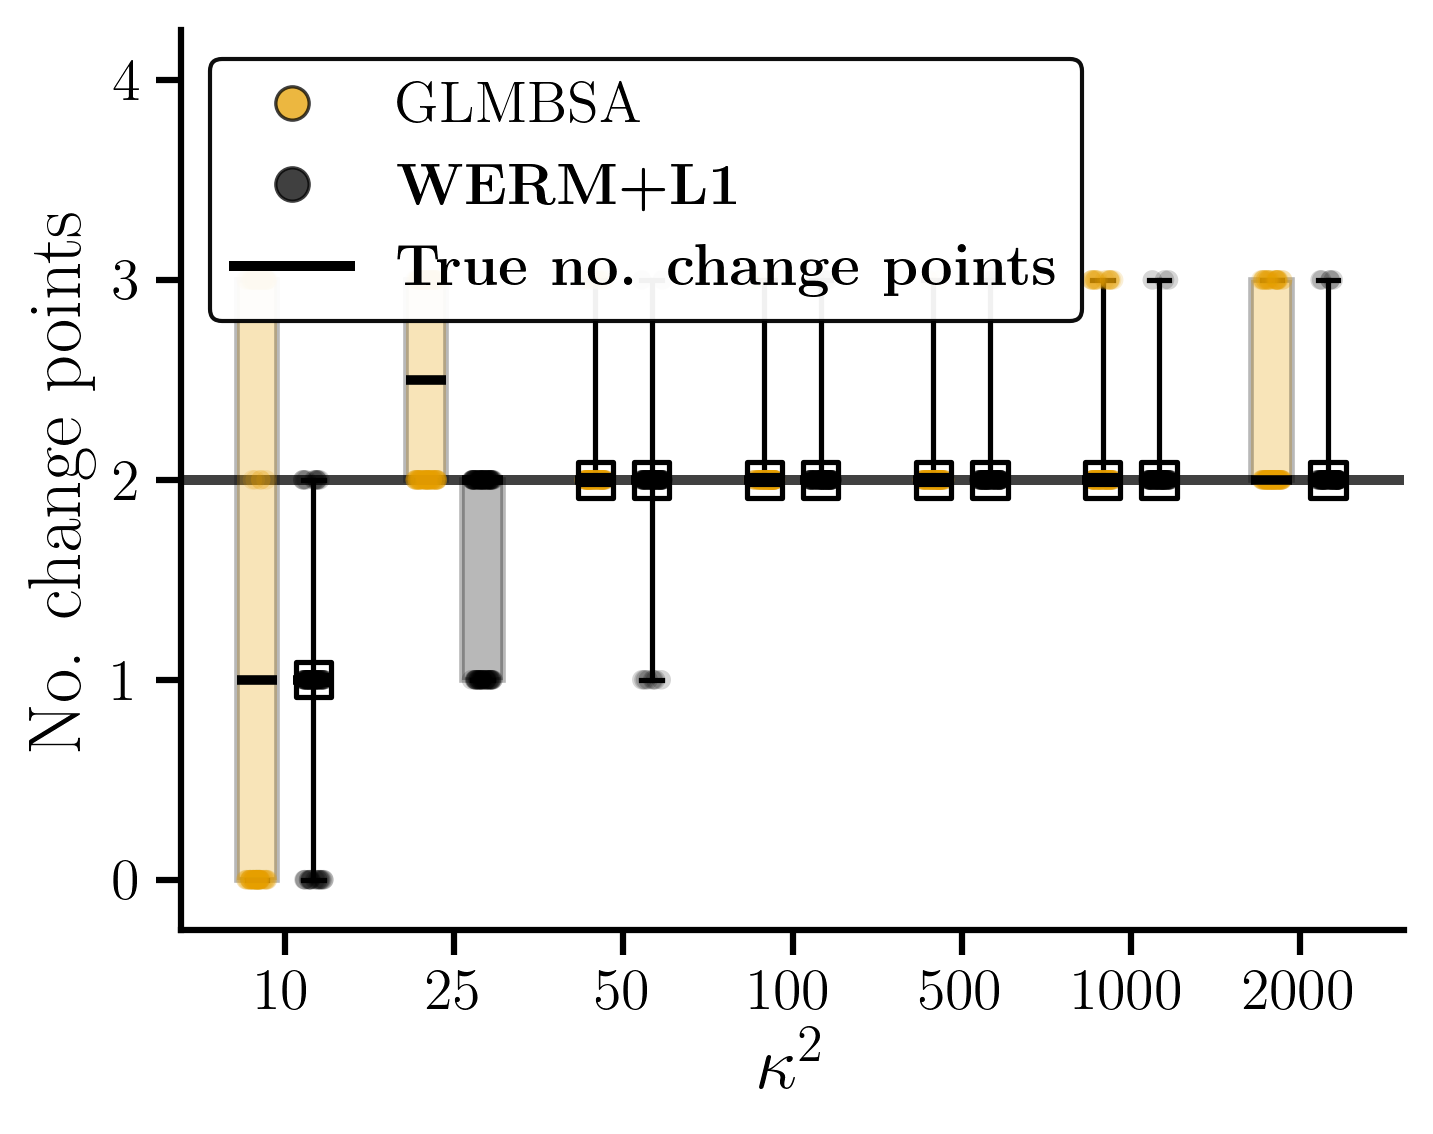 GLMBSA
WERM+L1
True no. change points
No. change points
4
3
2
1
0
10 25 50 100 500 1000 2000
κ²